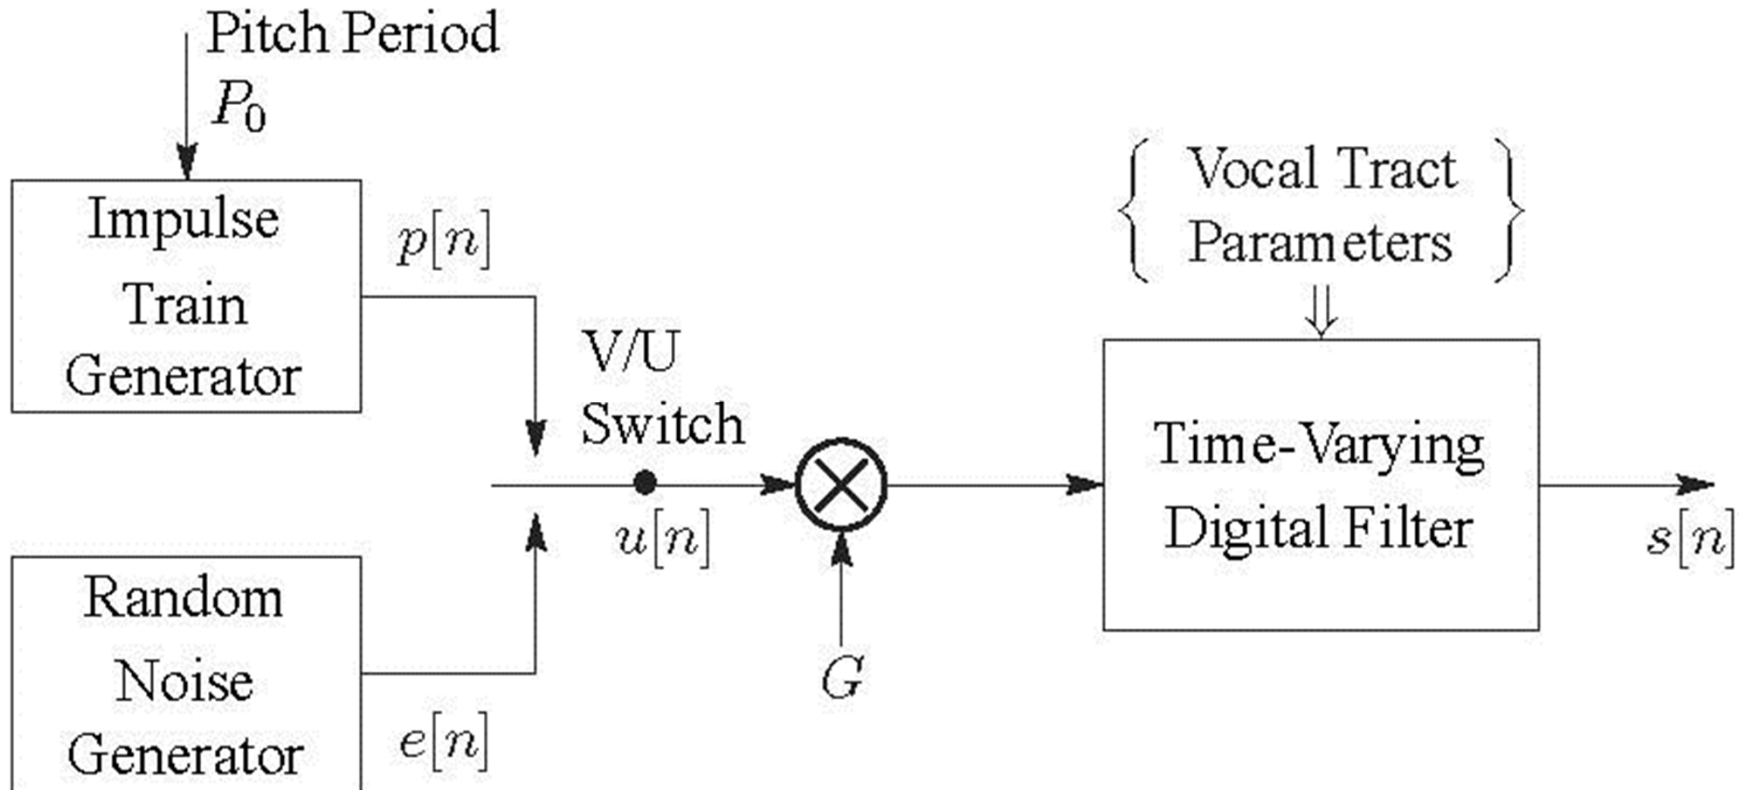 Pitch Period
P₀
Impulse
Train
Generator
p[n]
V/U
Switch
u[n]
Random
Noise
Generator
e[n]
G
Vocal Tract
Parameters
Time-Varying
Digital Filter
s[n]